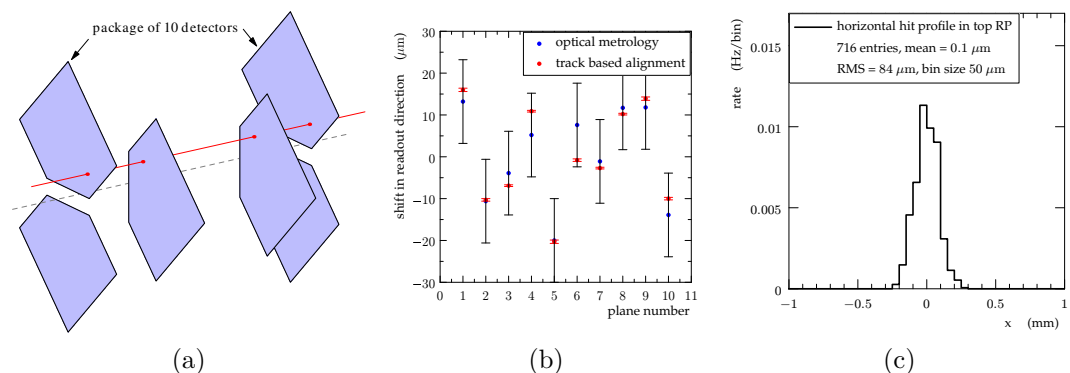 package of 10 detectors
(a)
shift in readout direction (μm)
30
20
10
0
−10
−20
−30
optical metrology
track based alignment
0 1 2 3 4 5 6 7 8 9 10 11
plane number
(b)
rate (Hz/bin)
0.015
0.01
0.005
0
horizontal hit profile in top RP
716 entries, mean = 0.1 μm
RMS = 84 μm, bin size 50 μm
−1 −0.5 0 0.5 1
x (mm)
(c)